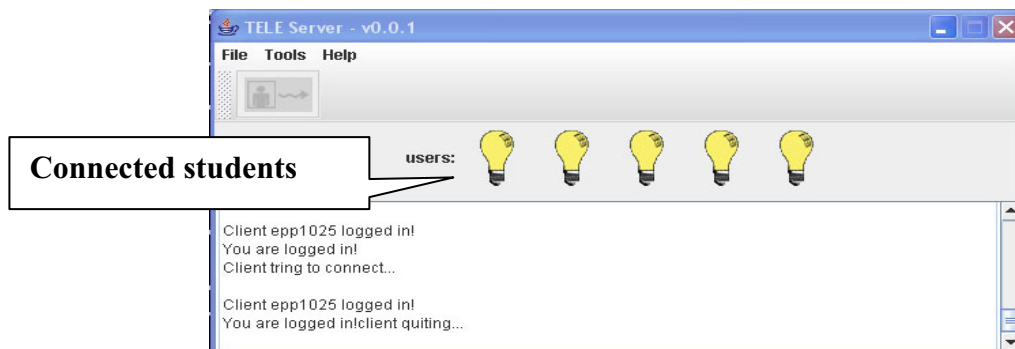 TELE Server - v0.0.1
File Tools Help
Connected students
users:
Client epp1025 logged in!
You are logged in!
Client tring to connect...
Client epp1025 logged in!
You are logged in!client quiting...